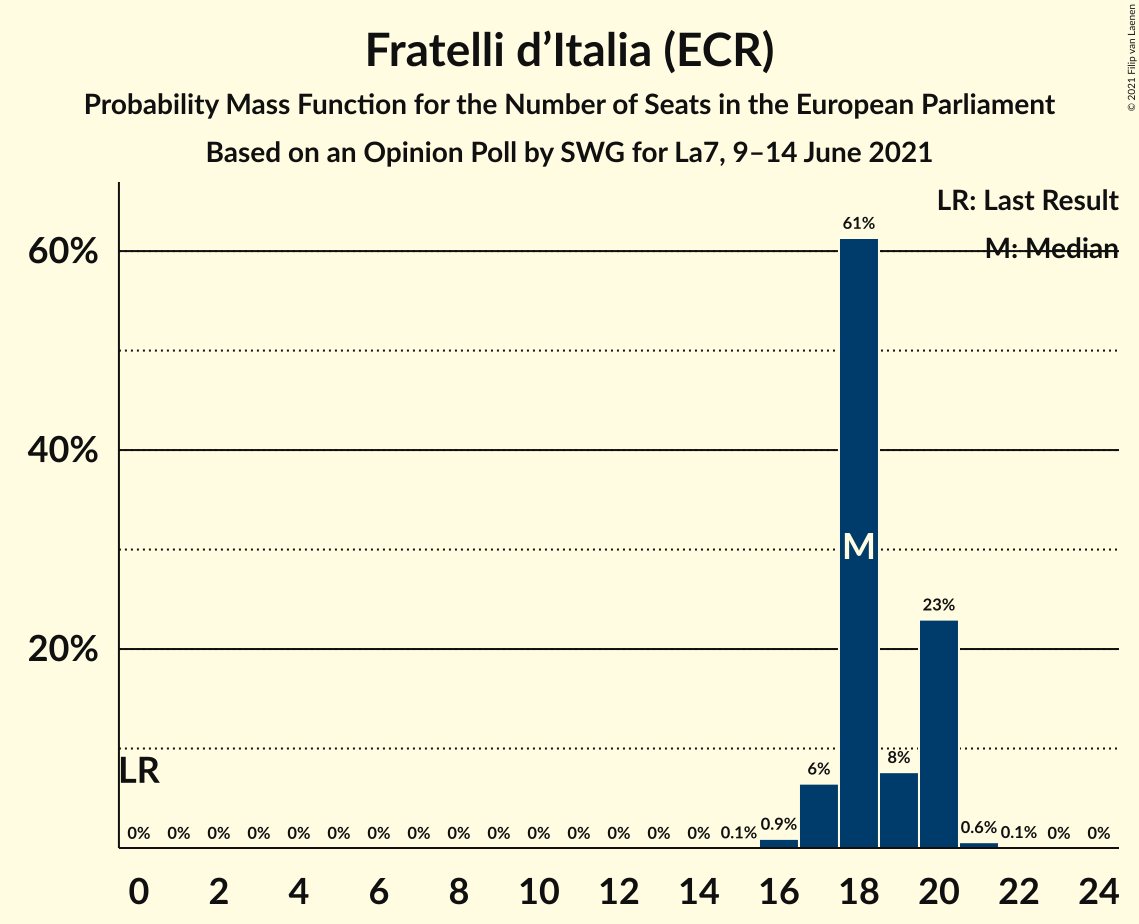 Fratelli d’Italia (ECR)
Probability Mass Function for the Number of Seats in the European Parliament
Based on an Opinion Poll by SWG for La7, 9–14 June 2021
© 2021 Filip van Laenen
LR: Last Result
M: Median
60%
40%
20%
61%
M
23%
8%
6%
LR
0% 0% 0% 0% 0% 0% 0% 0% 0% 0% 0% 0% 0% 0% 0% 0.1% 0.9% 0.6% 0.1% 0% 0%
0 2 4 6 8 10 12 14 16 18 20 22 24